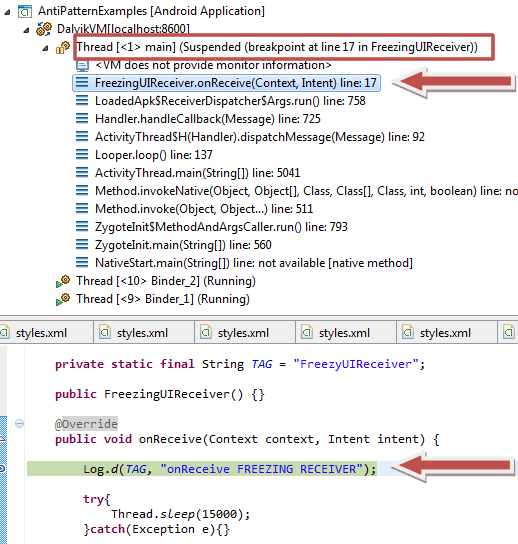 AntiPatternExamples [Android Application]
DalvikVM[localhost:8600]
Thread [<1> main] (Suspended (breakpoint at line 17 in FreezingUIReceiver))
<VM does not provide monitor information>
FreezingUIReceiver.onReceive(Context, Intent) line: 17
LoadedApk$ReceiverDispatcher$Args.run() line: 758
Handler.handleCallback(Message) line: 725
ActivityThread$H(Handler).dispatchMessage(Message) line: 92
Looper.loop() line: 137
ActivityThread.main(String[]) line: 5041
Method.invokeNative(Object, Object[], Class, Class[], Class, int, boolean) line: no
Method.invoke(Object, Object...) line: 511
ZygoteInit$MethodAndArgsCaller.run() line: 793
ZygoteInit.main(String[]) line: 560
NativeStart.main(String[]) line: not available [native method]
Thread [<10> Binder_2] (Running)
Thread [<9> Binder_1] (Running)
styles.xml styles.xml styles.xml styles.xml styles.xml
private static final String TAG = "FreezyUIReceiver";
public FreezingUIReceiver() {}
@Override
public void onReceive(Context context, Intent intent) {
Log.d(TAG, "onReceive FREEZING RECEIVER");
try{
Thread.sleep(15000);
}catch(Exception e){}